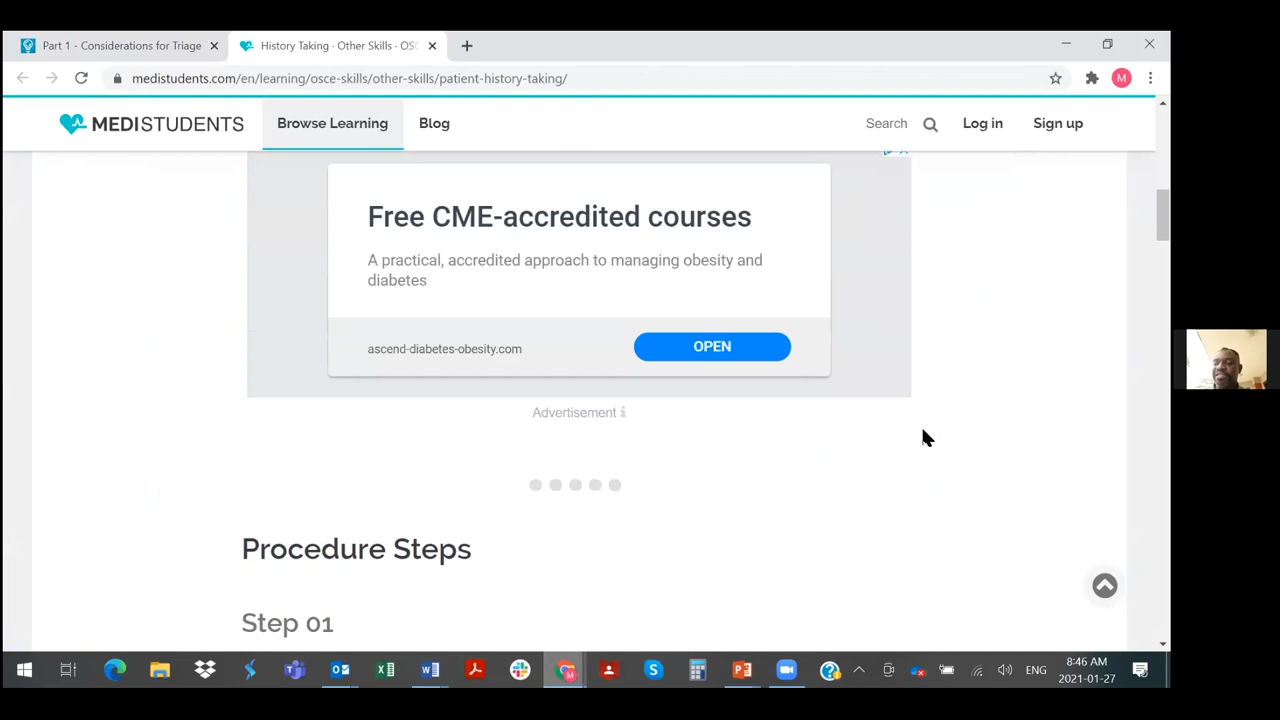 Part 1 - Considerations for Triage
History Taking · Other Skills · OSC
medistudents.com/en/learning/osce-skills/other-skills/patient-history-taking/
M
MEDISTUDENTS
Browse Learning
Blog
Search
Log in
Sign up
Free CME-accredited courses
A practical, accredited approach to managing obesity and
diabetes
ascend-diabetes-obesity.com
OPEN
Advertisement
Procedure Steps
Step 01
ENG
8:46 AM
2021-01-27